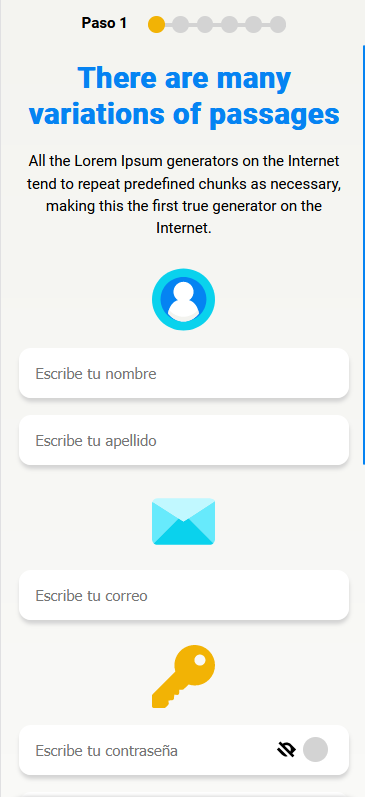 Paso 1
There are many
variations of passages
All the Lorem Ipsum generators on the Internet
tend to repeat predefined chunks as necessary,
making this the first true generator on the
Internet.
Escribe tu nombre
Escribe tu apellido
Escribe tu correo
Escribe tu contraseña